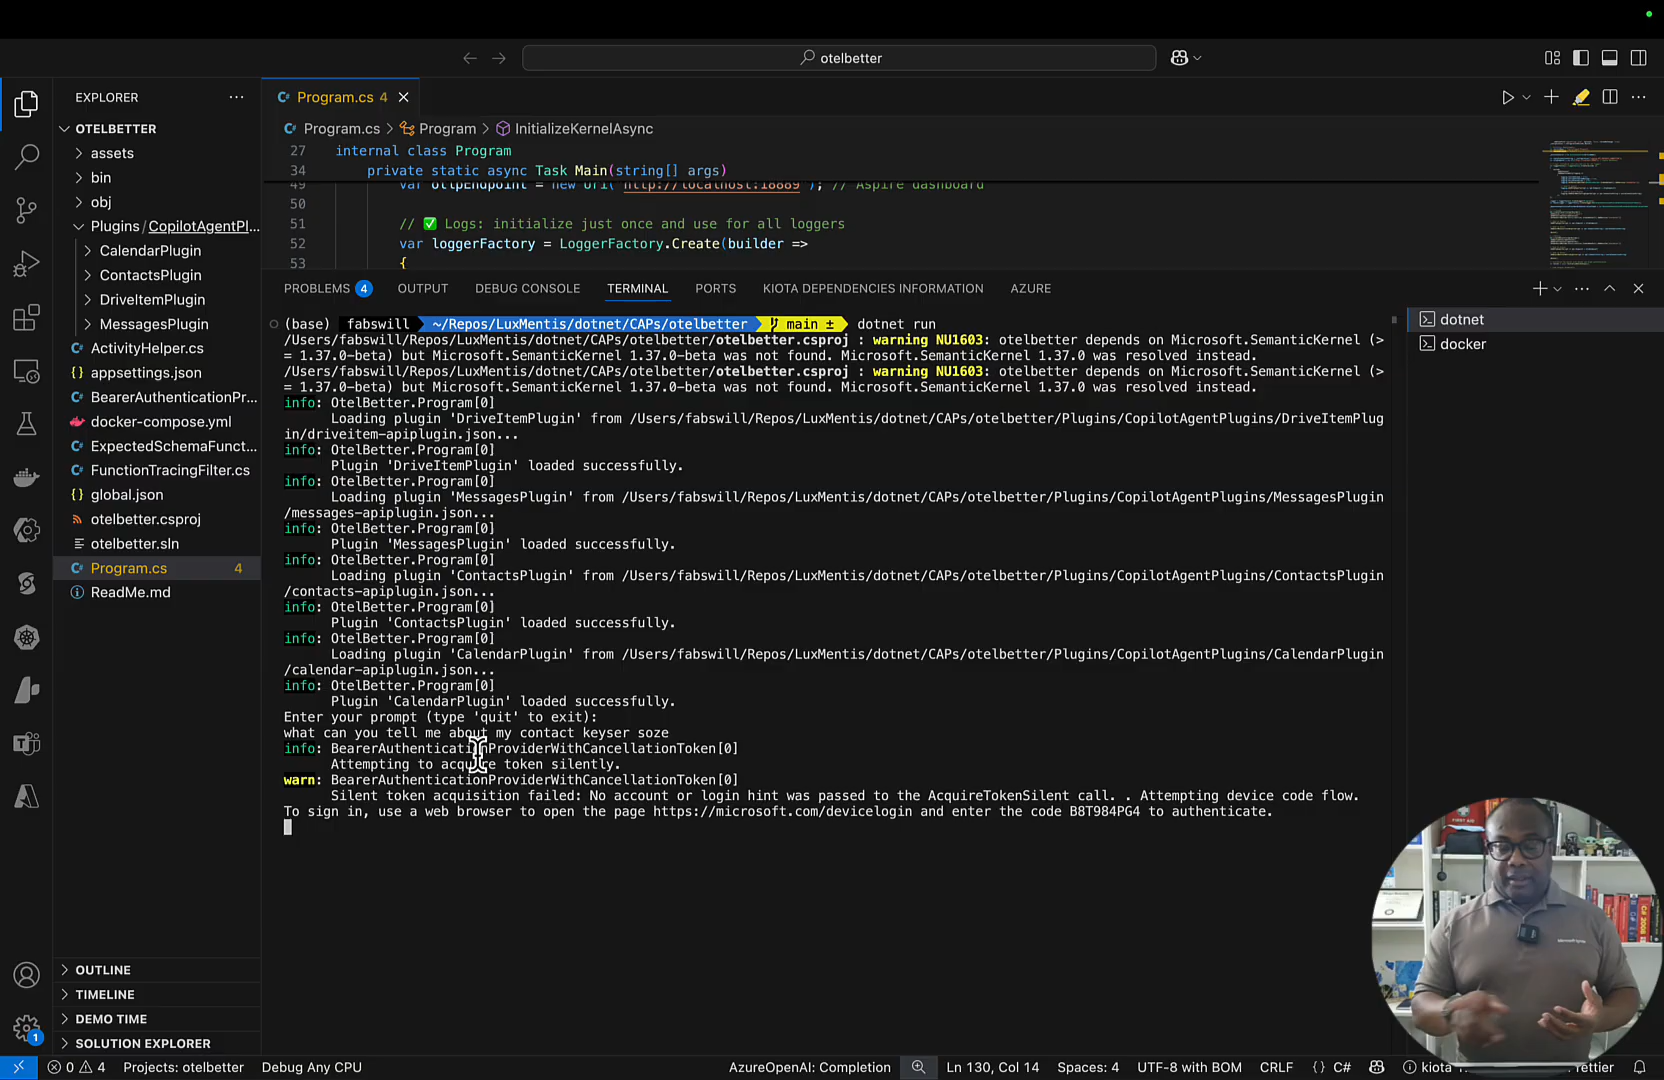 otelbetter
EXPLORER
OTELBETTER
assets
bin
obj
Plugins / CopilotAgentPl...
CalendarPlugin
ContactsPlugin
DriveItemPlugin
MessagesPlugin
ActivityHelper.cs
appsettings.json
BearerAuthenticationPr...
docker-compose.yml
ExpectedSchemaFunct...
FunctionTracingFilter.cs
global.json
otelbetter.csproj
otelbetter.sln
Program.cs 4
ReadMe.md
OUTLINE
TIMELINE
DEMO TIME
SOLUTION EXPLORER
Program.cs 4
Program.cs > Program > InitializeKernelAsync
27 internal class Program
34 private static async Task Main(string[] args)
49 var otlpEndpoint = new Uri("http://localhost:18889"); // Aspire dashboard
50
51 // ✅ Logs: initialize just once and use for all loggers
52 var loggerFactory = LoggerFactory.Create(builder =>
53 {
PROBLEMS 4 OUTPUT DEBUG CONSOLE TERMINAL PORTS KIOTA DEPENDENCIES INFORMATION AZURE
(base) fabswill ~/Repos/LuxMentis/dotnet/CAPs/otelbetter main ± dotnet run
/Users/fabswill/Repos/LuxMentis/dotnet/CAPs/otelbetter/otelbetter.csproj : warning NU1603: otelbetter depends on Microsoft.SemanticKernel (>
= 1.37.0-beta) but Microsoft.SemanticKernel 1.37.0-beta was not found. Microsoft.SemanticKernel 1.37.0 was resolved instead.
/Users/fabswill/Repos/LuxMentis/dotnet/CAPs/otelbetter/otelbetter.csproj : warning NU1603: otelbetter depends on Microsoft.SemanticKernel (>
= 1.37.0-beta) but Microsoft.SemanticKernel 1.37.0-beta was not found. Microsoft.SemanticKernel 1.37.0 was resolved instead.
info: OtelBetter.Program[0]
Loading plugin 'DriveItemPlugin' from /Users/fabswill/Repos/LuxMentis/dotnet/CAPs/otelbetter/Plugins/CopilotAgentPlugins/DriveItemPlug
in/driveitem-apiplugin.json...
info: OtelBetter.Program[0]
Plugin 'DriveItemPlugin' loaded successfully.
info: OtelBetter.Program[0]
Loading plugin 'MessagesPlugin' from /Users/fabswill/Repos/LuxMentis/dotnet/CAPs/otelbetter/Plugins/CopilotAgentPlugins/MessagesPlugin
/messages-apiplugin.json...
info: OtelBetter.Program[0]
Plugin 'MessagesPlugin' loaded successfully.
info: OtelBetter.Program[0]
Loading plugin 'ContactsPlugin' from /Users/fabswill/Repos/LuxMentis/dotnet/CAPs/otelbetter/Plugins/CopilotAgentPlugins/ContactsPlugin
/contacts-apiplugin.json...
info: OtelBetter.Program[0]
Plugin 'ContactsPlugin' loaded successfully.
info: OtelBetter.Program[0]
Loading plugin 'CalendarPlugin' from /Users/fabswill/Repos/LuxMentis/dotnet/CAPs/otelbetter/Plugins/CopilotAgentPlugins/CalendarPlugin
/calendar-apiplugin.json...
info: OtelBetter.Program[0]
Plugin 'CalendarPlugin' loaded successfully.
Enter your prompt (type 'quit' to exit):
what can you tell me about my contact keyser soze
info: BearerAuthenticationProviderWithCancellationToken[0]
Attempting to acquire token silently.
warn: BearerAuthenticationProviderWithCancellationToken[0]
Silent token acquisition failed: No account or login hint was passed to the AcquireTokenSilent call. . Attempting device code flow.
To sign in, use a web browser to open the page https://microsoft.com/devicelogin and enter the code B8T984PG4 to authenticate.
dotnet
docker
1
0 4 Projects: otelbetter Debug Any CPU AzureOpenAI: Completion Ln 130, Col 14 Spaces: 4 UTF-8 with BOM CRLF {} C# kiota